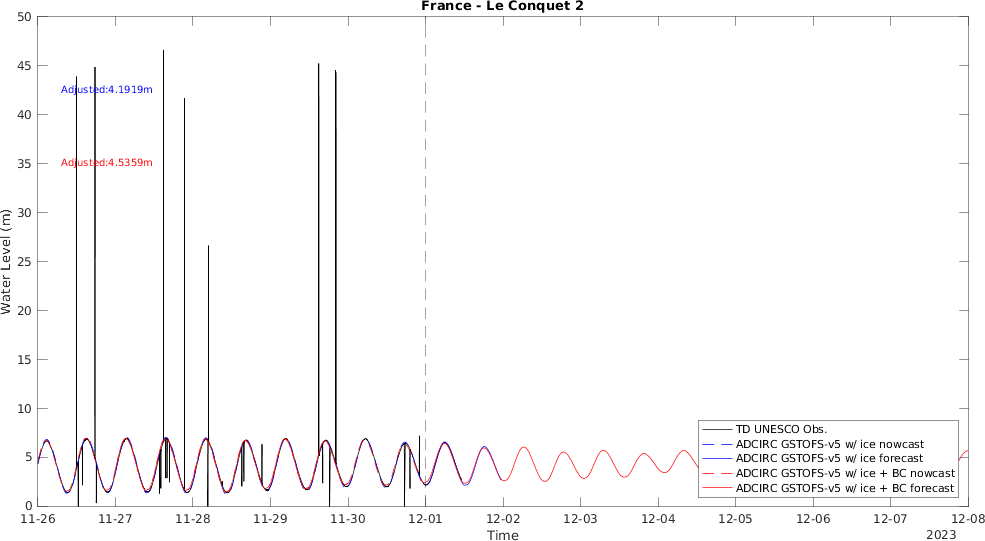 France - Le Conquet 2
50
45
40
35
30
25
20
15
10
5
0
Water Level (m)
Adjusted:4.1919m
Adjusted:4.5359m
TD UNESCO Obs.
ADCIRC GSTOFS-v5 w/ ice nowcast
ADCIRC GSTOFS-v5 w/ ice forecast
ADCIRC GSTOFS-v5 w/ ice + BC nowcast
ADCIRC GSTOFS-v5 w/ ice + BC forecast
11-26 11-27 11-28 11-29 11-30 12-01 12-02 12-03 12-04 12-05 12-06 12-07 12-08
Time
2023